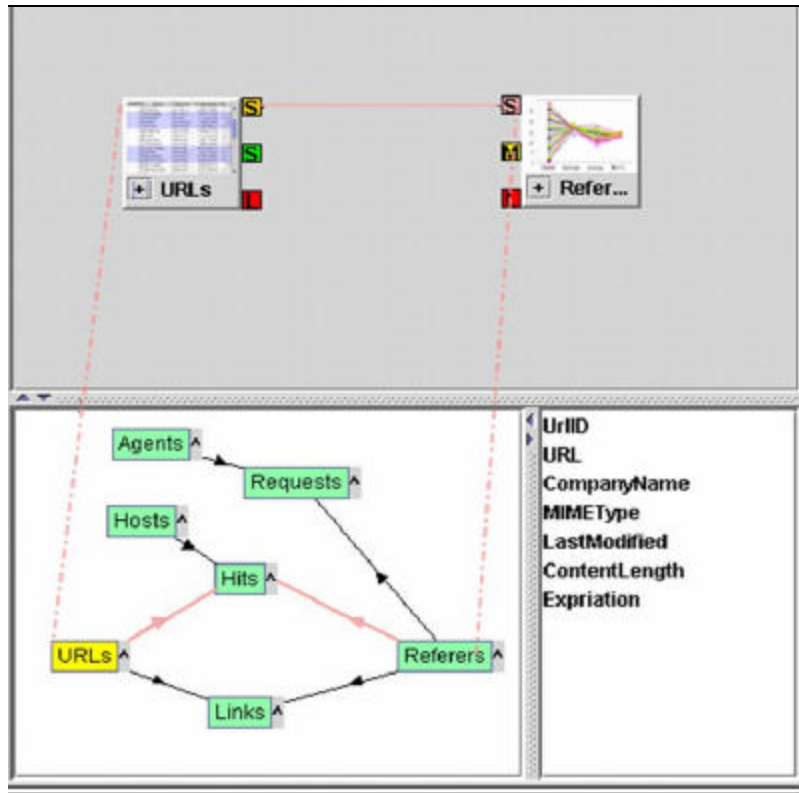 S
S
S
M
+ URLs
L
+ Refer...
Agents ^
Requests ^
Hosts ^
Hits ^
URLs ^
Referers ^
Links ^
UrlID
URL
CompanyName
MIMEType
LastModified
ContentLength
Expriation